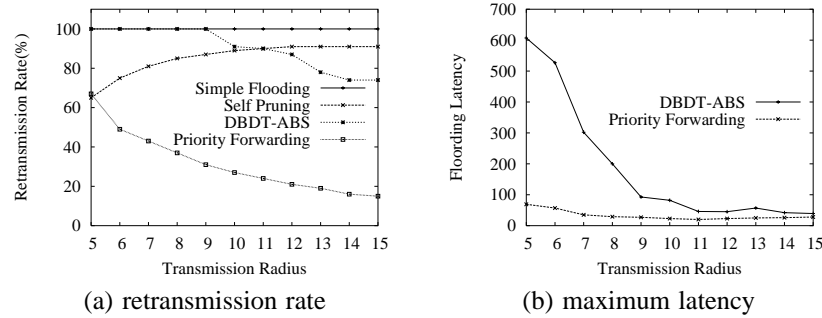 Retransmission Rate(%)
100
80
60
40
20
0
Simple Flooding
Self Pruning
DBDT-ABS
Priority Forwarding
5 6 7 8 9 10 11 12 13 14 15
Transmission Radius
(a) retransmission rate
Floording Latency
700
600
500
400
300
200
100
0
DBDT-ABS
Priority Forwarding
5 6 7 8 9 10 11 12 13 14 15
Transmission Radius
(b) maximum latency